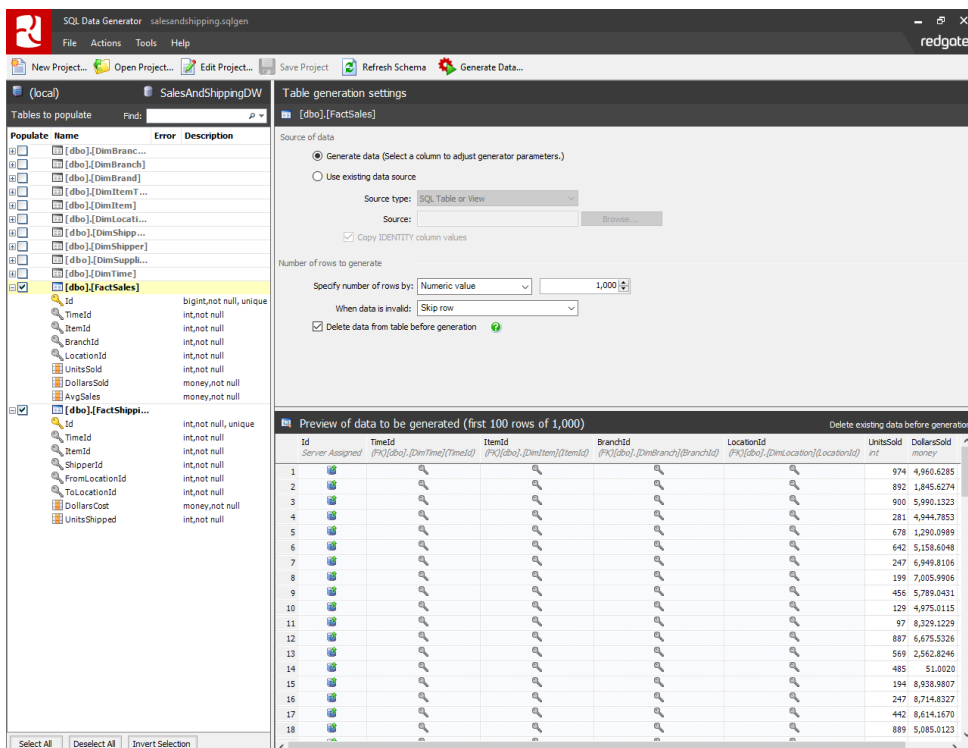 SQL Data Generator salesandshipping.sqlgen
File Actions Tools Help
redgate
New Project... Open Project... Edit Project... Save Project Refresh Schema Generate Data...
(local) SalesAndShippingDW
Tables to populate Find:
Populate Name Error Description
[dbo].[DimBranc...
[dbo].[DimBranch]
[dbo].[DimBrand]
[dbo].[DimItemT...
[dbo].[DimItem]
[dbo].[DimLocati...
[dbo].[DimShipp...
[dbo].[DimShipper]
[dbo].[DimSuppli...
[dbo].[DimTime]
[dbo].[FactSales]
Id bigint,not null, unique
TimeId int,not null
ItemId int,not null
BranchId int,not null
LocationId int,not null
UnitsSold int,not null
DollarsSold money,not null
AvgSales money,not null
[dbo].[FactShippi...
Id int,not null, unique
TimeId int,not null
ItemId int,not null
ShipperId int,not null
FromLocationId int,not null
ToLocationId int,not null
DollarsCost money,not null
UnitsShipped int,not null
Select All Deselect All Invert Selection
Table generation settings
[dbo].[FactSales]
Source of data
Generate data (Select a column to adjust generator parameters.)
Use existing data source
Source type: SQL Table or View
Source: Browse...
Copy IDENTITY column values
Number of rows to generate
Specify number of rows by: Numeric value 1,000
When data is invalid: Skip row
Delete data from table before generation
Preview of data to be generated (first 100 rows of 1,000) Delete existing data before generation
Id TimeId ItemId BranchId LocationId UnitsSold DollarsSold
Server Assigned (FK)[dbo].[DimTime](TimeId) (FK)[dbo].[DimItem](ItemId) (FK)[dbo].[DimBranch](BranchId) (FK)[dbo].[DimLocation](LocationId) int money
1 974 4,960.6285
2 892 1,845.6274
3 900 5,990.1323
4 281 4,944.7853
5 678 1,290.0989
6 642 5,158.6048
7 247 6,949.8106
8 199 7,005.9906
9 456 5,789.0431
10 129 4,975.0115
11 97 8,329.1229
12 887 6,675.5326
13 569 2,562.8246
14 485 51.0020
15 194 8,938.9807
16 247 8,714.8327
17 442 8,614.1670
18 889 5,085.0123